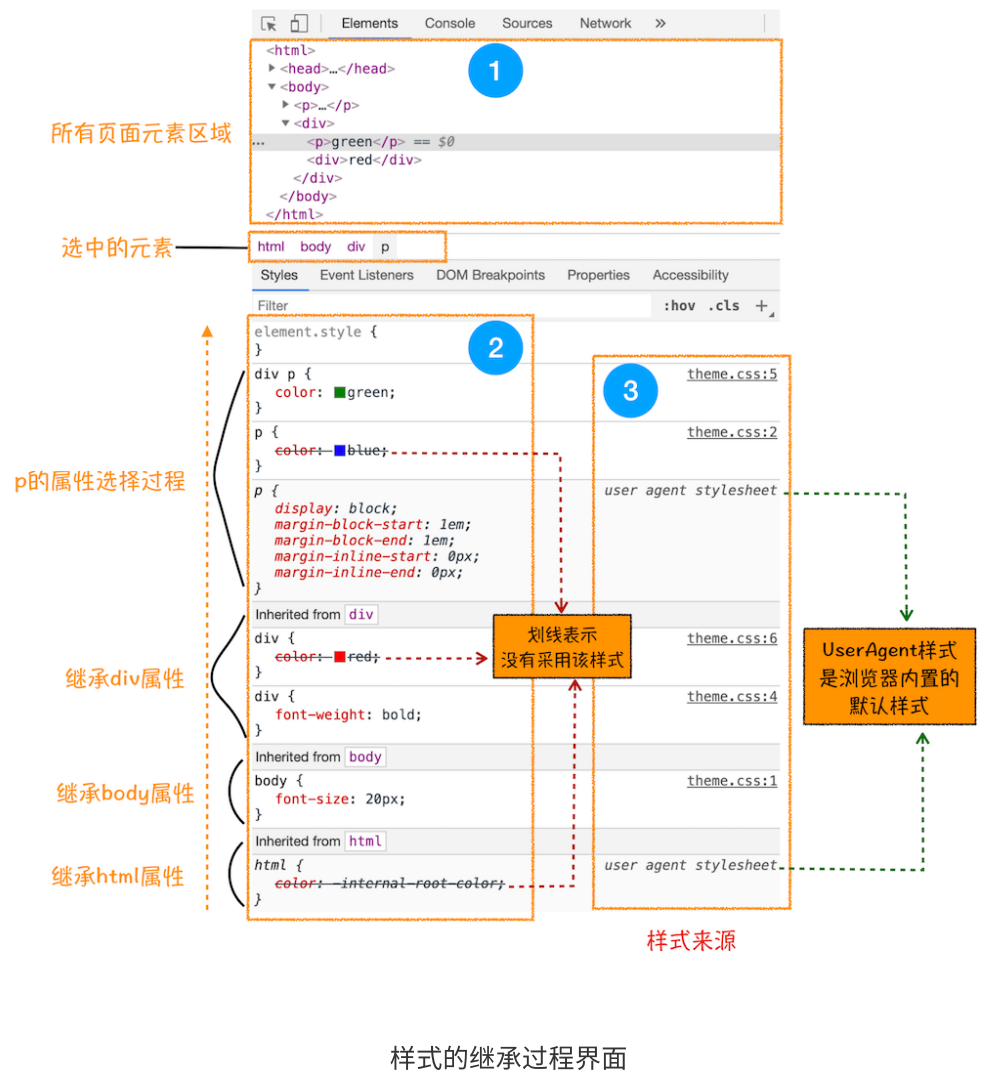 Elements Console Sources Network »
<html>
<head>…</head>
<body>
<p>…</p>
<div>
所有页面元素区域
… <p>green</p> == $0
<div>red</div>
</div>
</body>
</html>
1
选中的元素
html body div p
Styles Event Listeners DOM Breakpoints Properties Accessibility
Filter :hov .cls +
element.style {
}
2
div p { theme.css:5
color: green;
}
3
p { theme.css:2
color: blue;
}
p的属性选择过程
p { user agent stylesheet
display: block;
margin-block-start: 1em;
margin-block-end: 1em;
margin-inline-start: 0px;
margin-inline-end: 0px;
}
Inherited from div
div { theme.css:6
color: red;
}
划线表示
没有采用该样式
UserAgent样式
是浏览器内置的
默认样式
继承div属性
div { theme.css:4
font-weight: bold;
}
Inherited from body
body { theme.css:1
font-size: 20px;
}
继承body属性
Inherited from html
html { user agent stylesheet
color: -internal-root-color;
}
继承html属性
样式来源
样式的继承过程界面